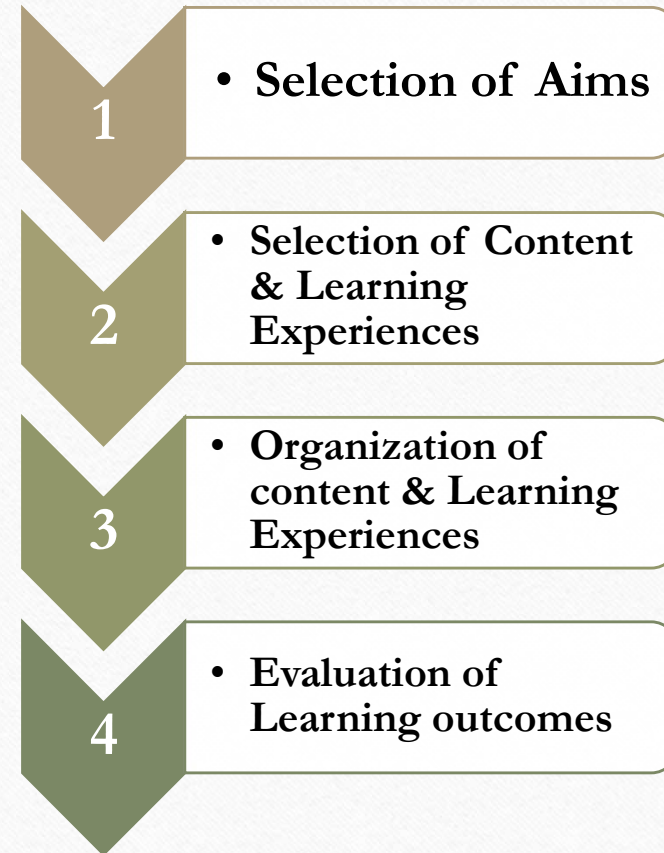 1
• Selection of Aims
2
• Selection of Content
& Learning
Experiences
3
• Organization of
content & Learning
Experiences
4
• Evaluation of
Learning outcomes